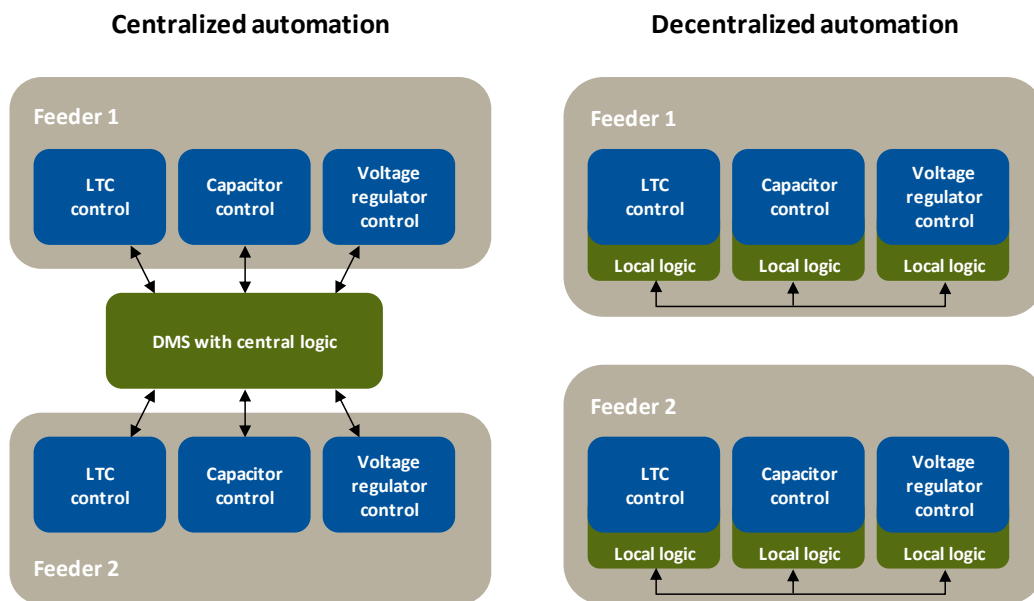 Centralized automation
Feeder 1
LTC
control
Capacitor
control
Voltage
regulator
control
DMS with central logic
LTC
control
Capacitor
control
Voltage
regulator
control
Feeder 2
Decentralized automation
Feeder 1
LTC
control
Capacitor
control
Voltage
regulator
control
Local logic
Local logic
Local logic
Feeder 2
LTC
control
Capacitor
control
Voltage
regulator
control
Local logic
Local logic
Local logic